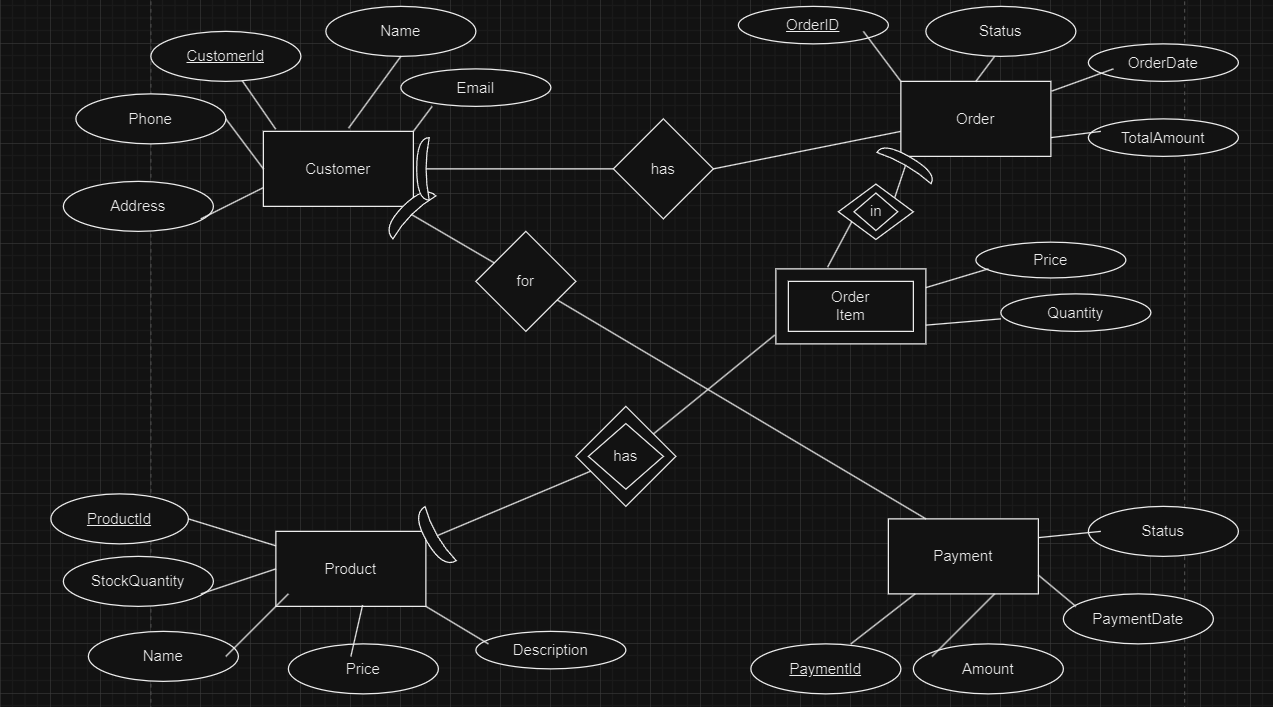 OrderID
Status
Name
CustomerId
OrderDate
Email
Phone
Order
TotalAmount
Customer
has
Address
in
Price
for
Order
Item
Quantity
has
ProductId
Status
Payment
Product
StockQuantity
PaymentDate
Name
Description
Price
PaymentId
Amount